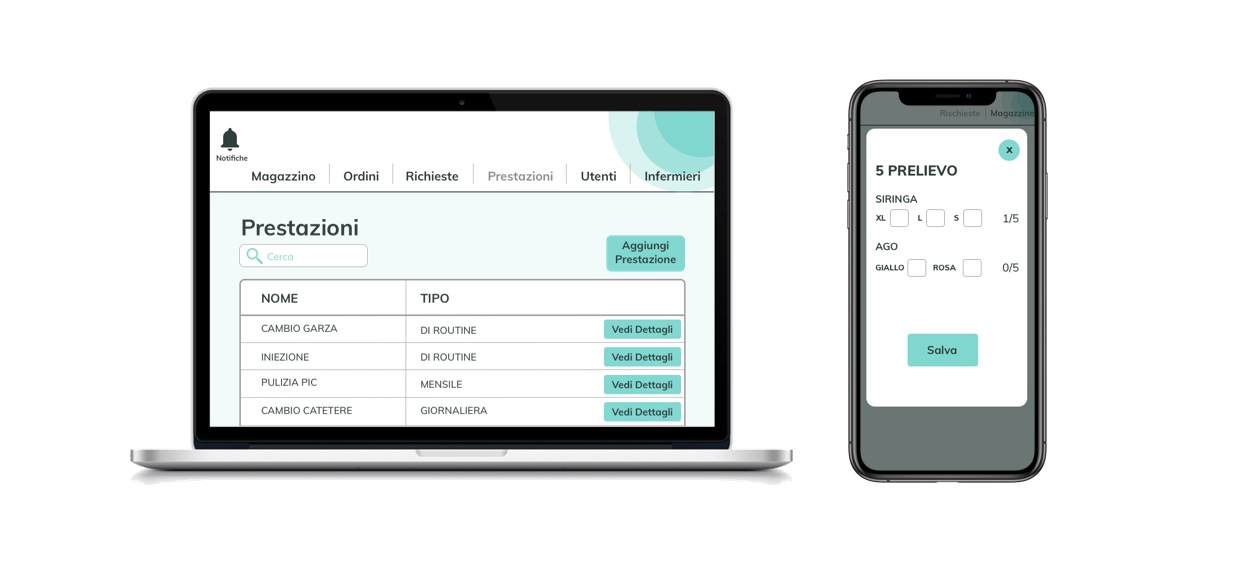 Notifiche
Magazzino
Ordini
Richieste
Prestazioni
Utenti
Infermieri
Prestazioni
Cerca
Aggiungi
Prestazione
NOME TIPO
CAMBIO GARZA DI ROUTINE Vedi Dettagli
INIEZIONE DI ROUTINE Vedi Dettagli
PULIZIA PIC MENSILE Vedi Dettagli
CAMBIO CATETERE GIORNALIERA Vedi Dettagli
Rischieste Magazzino
X
5 PRELIEVO
SIRINGA
XL L S 1/5
AGO
GIALLO ROSA 0/5
Salva